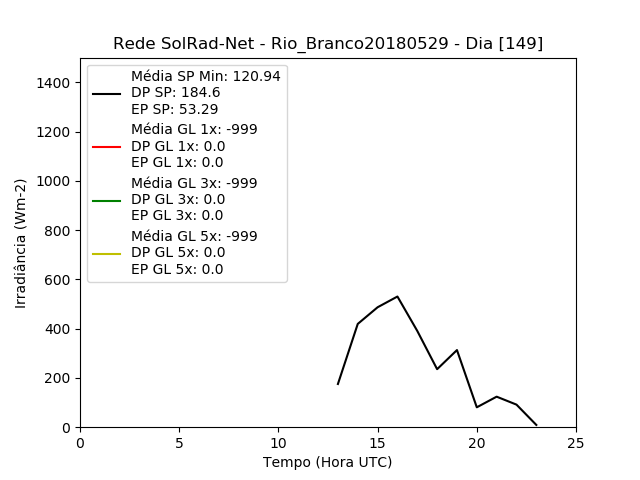 Rede SolRad-Net - Rio_Branco20180529 - Dia [149]
Média SP Min: 120.94
DP SP: 184.6
EP SP: 53.29
Média GL 1x: -999
DP GL 1x: 0.0
EP GL 1x: 0.0
Média GL 3x: -999
DP GL 3x: 0.0
EP GL 3x: 0.0
Média GL 5x: -999
DP GL 5x: 0.0
EP GL 5x: 0.0
1400
1200
1000
800
600
400
200
0
Irradiância (Wm-2)
0 5 10 15 20 25
Tempo (Hora UTC)